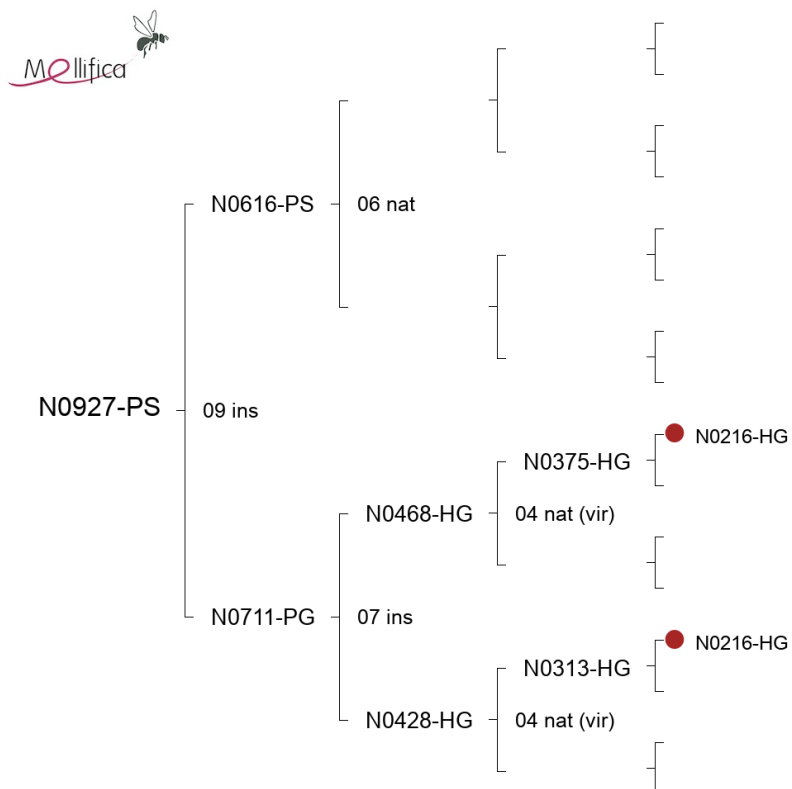 Mellifica
N0616-PS
06 nat
N0927-PS
09 ins
N0216-HG
N0375-HG
N0468-HG
04 nat (vir)
N0711-PG
07 ins
N0216-HG
N0313-HG
N0428-HG
04 nat (vir)